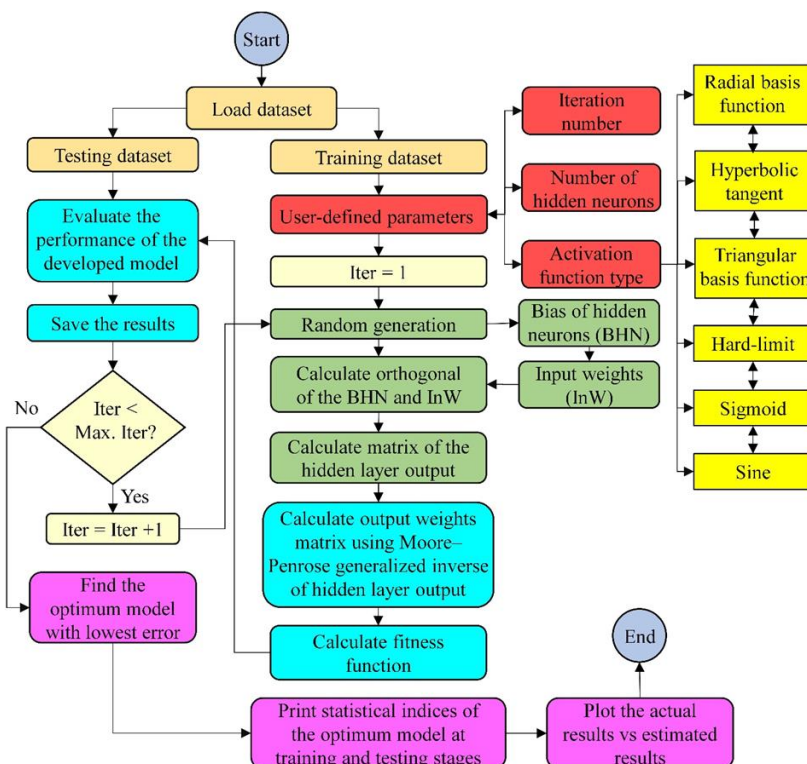 Start
Load dataset
Testing dataset
Training dataset
Evaluate the
performance of the
developed model
Save the results
Iter <
Max. Iter?
No
Yes
Iter = Iter +1
Find the
optimum model
with lowest error
User-defined parameters
Iter = 1
Random generation
Calculate orthogonal
of the BHN and InW
Calculate matrix of the
hidden layer output
Calculate output weights
matrix using Moore–
Penrose generalized inverse
of hidden layer output
Calculate fitness
function
Iteration
number
Number of
hidden neurons
Activation
function type
Bias of hidden
neurons (BHN)
Input weights
(InW)
Radial basis
function
Hyperbolic
tangent
Triangular
basis function
Hard-limit
Sigmoid
Sine
Print statistical indices of
the optimum model at
training and testing stages
Plot the actual
results vs estimated
results
End